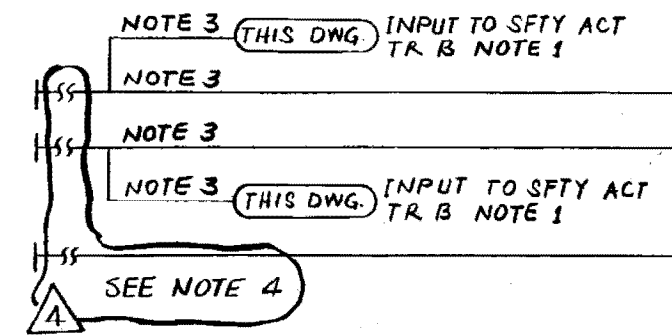 NOTE 3 THIS DWG. INPUT TO SFTY ACT
TR B NOTE 1
NOTE 3
NOTE 3
NOTE 3 THIS DWG. INPUT TO SFTY ACT
TR B NOTE 1
SEE NOTE 4
4